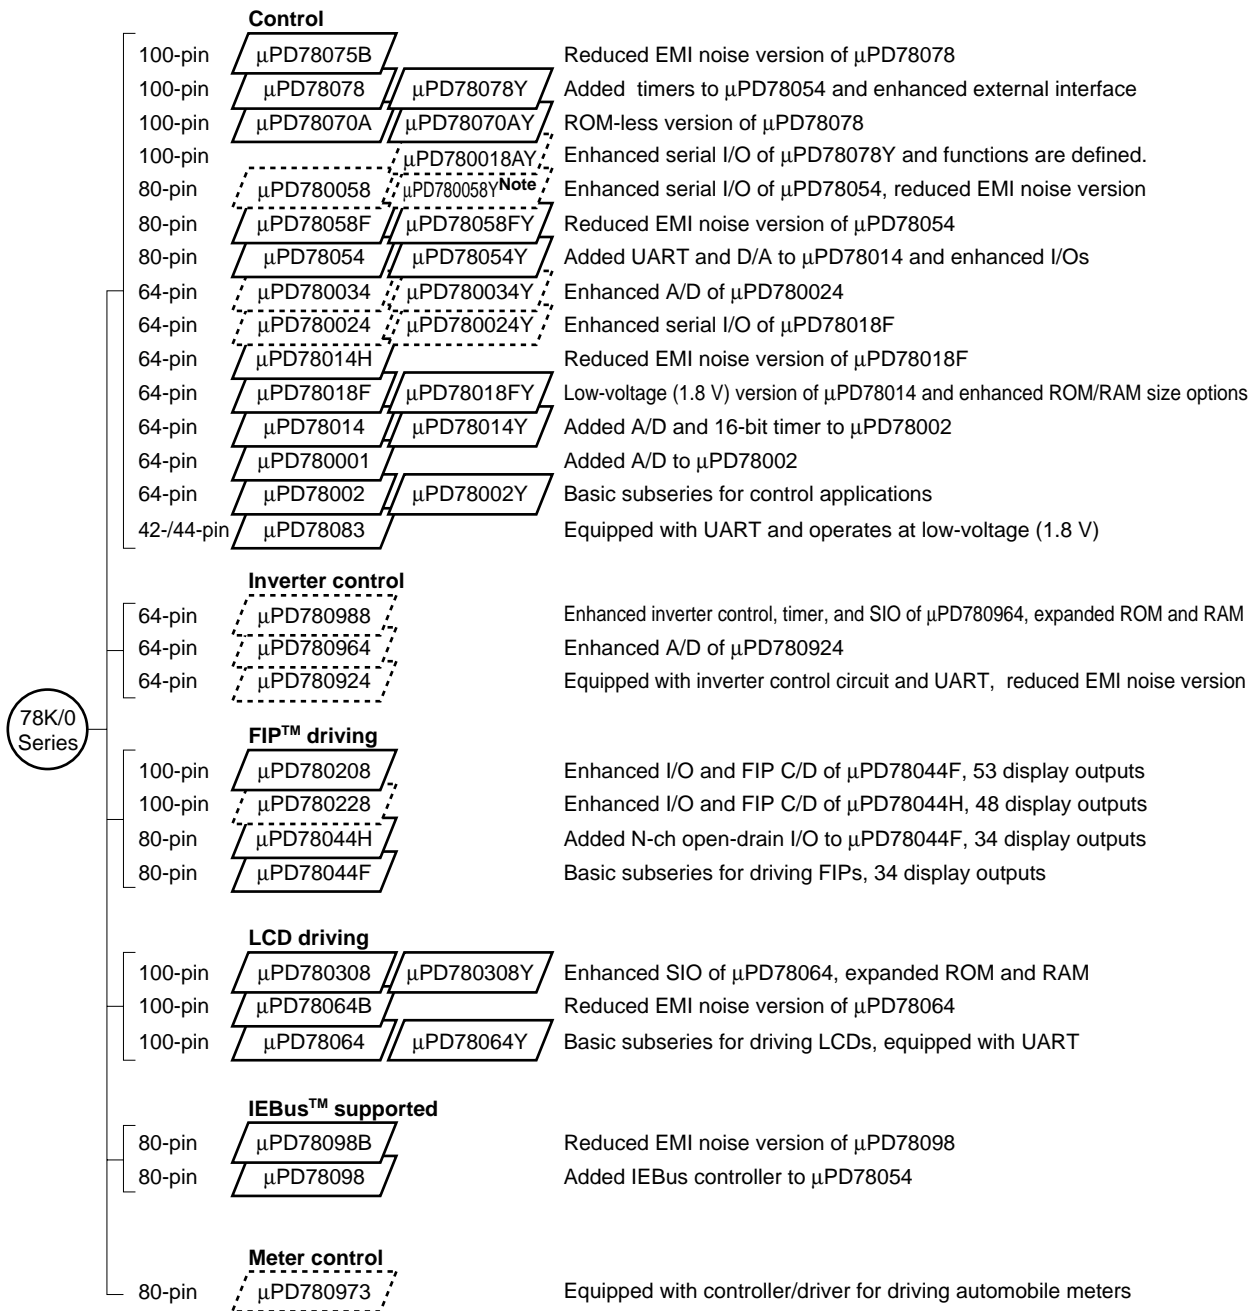 Control
100-pin μPD78075B Reduced EMI noise version of μPD78078
100-pin μPD78078 μPD78078Y Added timers to μPD78054 and enhanced external interface
100-pin μPD78070A μPD78070AY ROM-less version of μPD78078
100-pin μPD780018AY Enhanced serial I/O of μPD78078Y and functions are defined.
80-pin μPD780058 μPD780058YNote Enhanced serial I/O of μPD78054, reduced EMI noise version
80-pin μPD78058F μPD78058FY Reduced EMI noise version of μPD78054
80-pin μPD78054 μPD78054Y Added UART and D/A to μPD78014 and enhanced I/Os
64-pin μPD780034 μPD780034Y Enhanced A/D of μPD780024
64-pin μPD780024 μPD780024Y Enhanced serial I/O of μPD78018F
64-pin μPD78014H Reduced EMI noise version of μPD78018F
64-pin μPD78018F μPD78018FY Low-voltage (1.8 V) version of μPD78014 and enhanced ROM/RAM size options
64-pin μPD78014 μPD78014Y Added A/D and 16-bit timer to μPD78002
64-pin μPD780001 Added A/D to μPD78002
64-pin μPD78002 μPD78002Y Basic subseries for control applications
42-/44-pin μPD78083 Equipped with UART and operates at low-voltage (1.8 V)
Inverter control
64-pin μPD780988 Enhanced inverter control, timer, and SIO of μPD780964, expanded ROM and RAM
64-pin μPD780964 Enhanced A/D of μPD780924
64-pin μPD780924 Equipped with inverter control circuit and UART, reduced EMI noise version
78K/0
Series
FIP™ driving
100-pin μPD780208 Enhanced I/O and FIP C/D of μPD78044F, 53 display outputs
100-pin μPD780228 Enhanced I/O and FIP C/D of μPD78044H, 48 display outputs
80-pin μPD78044H Added N-ch open-drain I/O to μPD78044F, 34 display outputs
80-pin μPD78044F Basic subseries for driving FIPs, 34 display outputs
LCD driving
100-pin μPD780308 μPD780308Y Enhanced SIO of μPD78064, expanded ROM and RAM
100-pin μPD78064B Reduced EMI noise version of μPD78064
100-pin μPD78064 μPD78064Y Basic subseries for driving LCDs, equipped with UART
IEBus™ supported
80-pin μPD78098B Reduced EMI noise version of μPD78098
80-pin μPD78098 Added IEBus controller to μPD78054
Meter control
80-pin μPD780973 Equipped with controller/driver for driving automobile meters